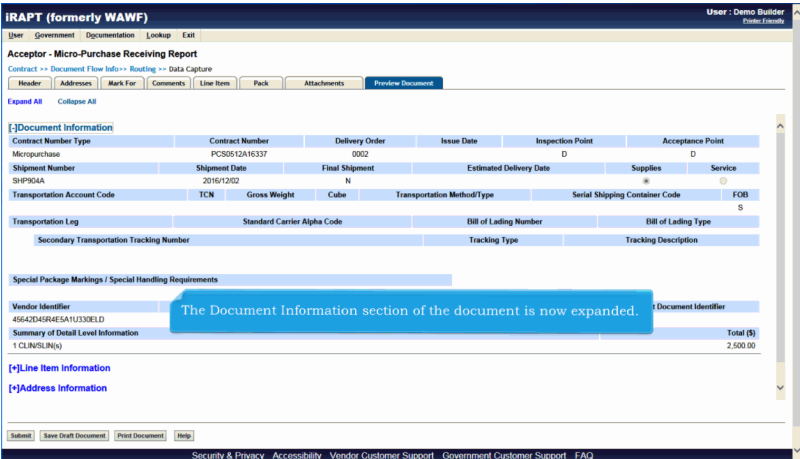 iRAPT (formerly WAWF)
User : Demo Builder
Printer Friendly
User Government Documentation Lookup Exit
Acceptor - Micro-Purchase Receiving Report
Contract >> Document Flow Info>> Routing >> Data Capture
Header Addresses Mark For Comments Line Item Pack Attachments Preview Document
Expand All Collapse All
[-]Document Information
Contract Number Type Contract Number Delivery Order Issue Date Inspection Point Acceptance Point
Micropurchase PCS0512A16337 0002 D D
Shipment Number Shipment Date Final Shipment Estimated Delivery Date Supplies Service
SHP904A 2016/12/02 N
Transportation Account Code TCN Gross Weight Cube Transportation Method/Type Serial Shipping Container Code FOB
S
Transportation Leg Standard Carrier Alpha Code Bill of Lading Number Bill of Lading Type
Secondary Transportation Tracking Number Tracking Type Tracking Description
Special Package Markings / Special Handling Requirements
Vendor Identifier t Document Identifier
The Document Information section of the document is now expanded.
45642D45R4E5A1U330ELD
Summary of Detail Level Information Total ($)
1 CLIN/SLIN(s) 2,500.00
[+]Line Item Information
[+]Address Information
Submit Save Draft Document Print Document Help
Security & Privacy Accessibility Vendor Customer Support Government Customer Support FAQ